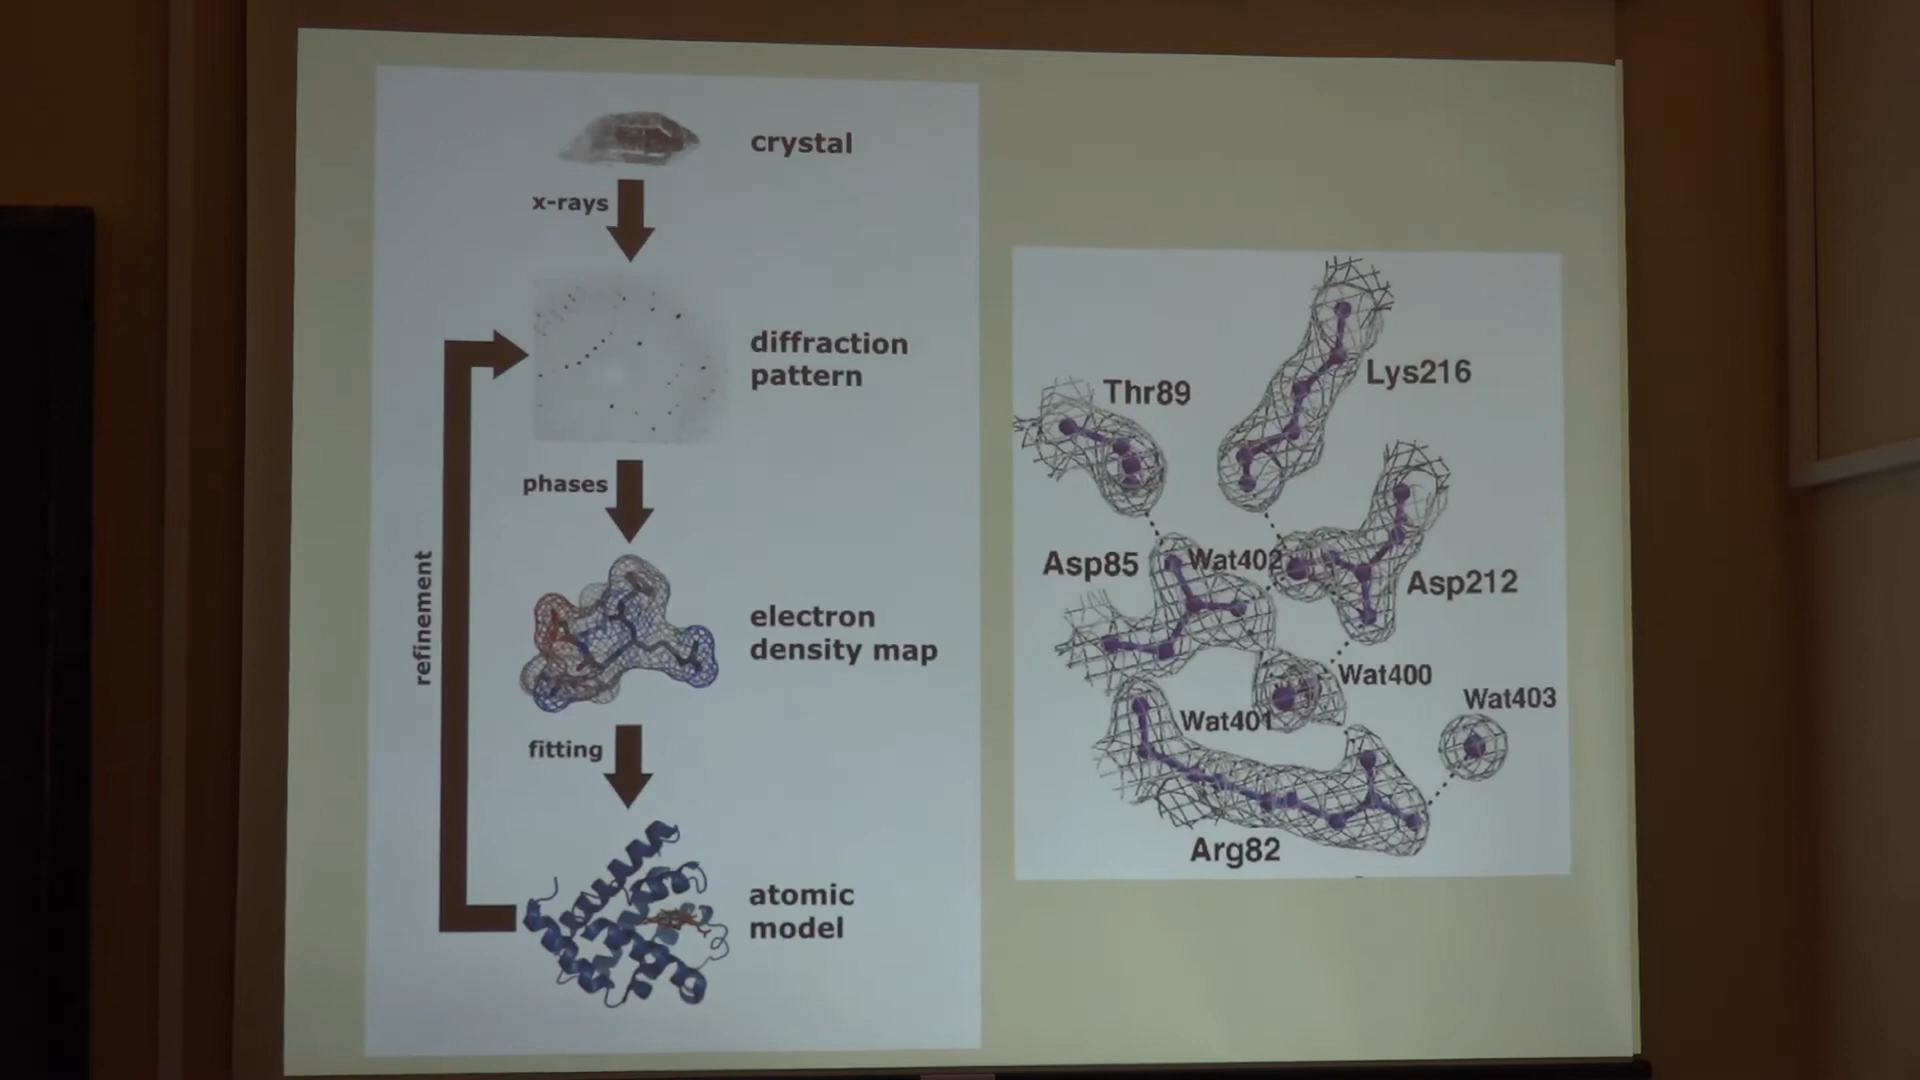 crystal
x-rays
diffraction
pattern
phases
electron
density map
refinement
fitting
atomic
model
Lys216
Thr89
Asp85
Wat402
Asp212
Wat400
Wat403
Wat401
Arg82